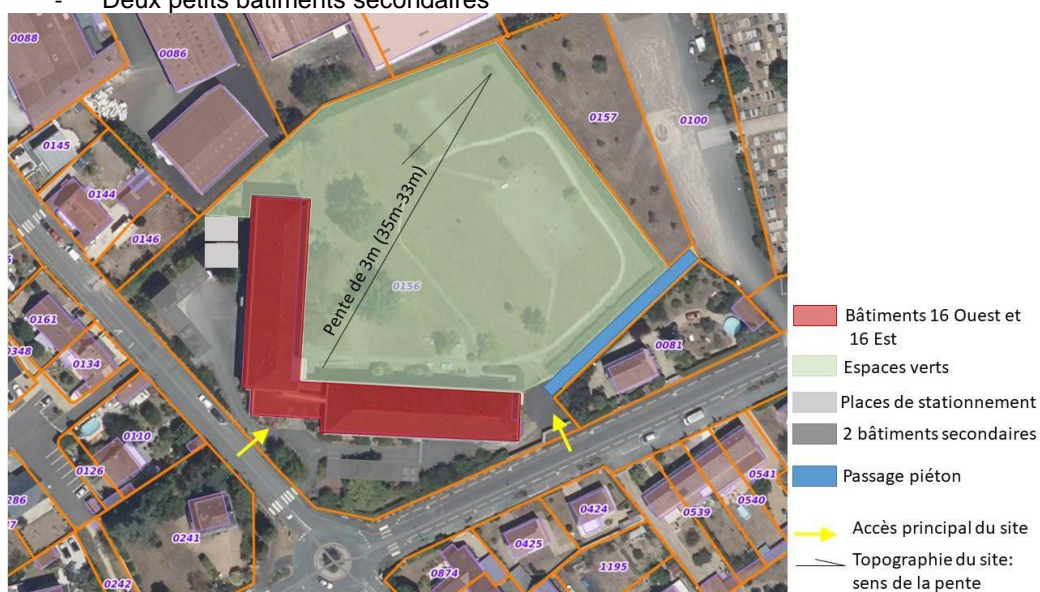 - Deux petits bâtiments secondaires
0088
0086
0157
0100
0145
0144
0146
Pente de 3m (35m-33m)
0156
0161
0348
0134
0081
0110
0126
286
0241
0242
0424
0425
0874
1195
0539
0540
0541
Bâtiments 16 Ouest et
16 Est
Espaces verts
Places de stationnement
2 bâtiments secondaires
Passage piéton
Accès principal du site
Topographie du site:
sens de la pente